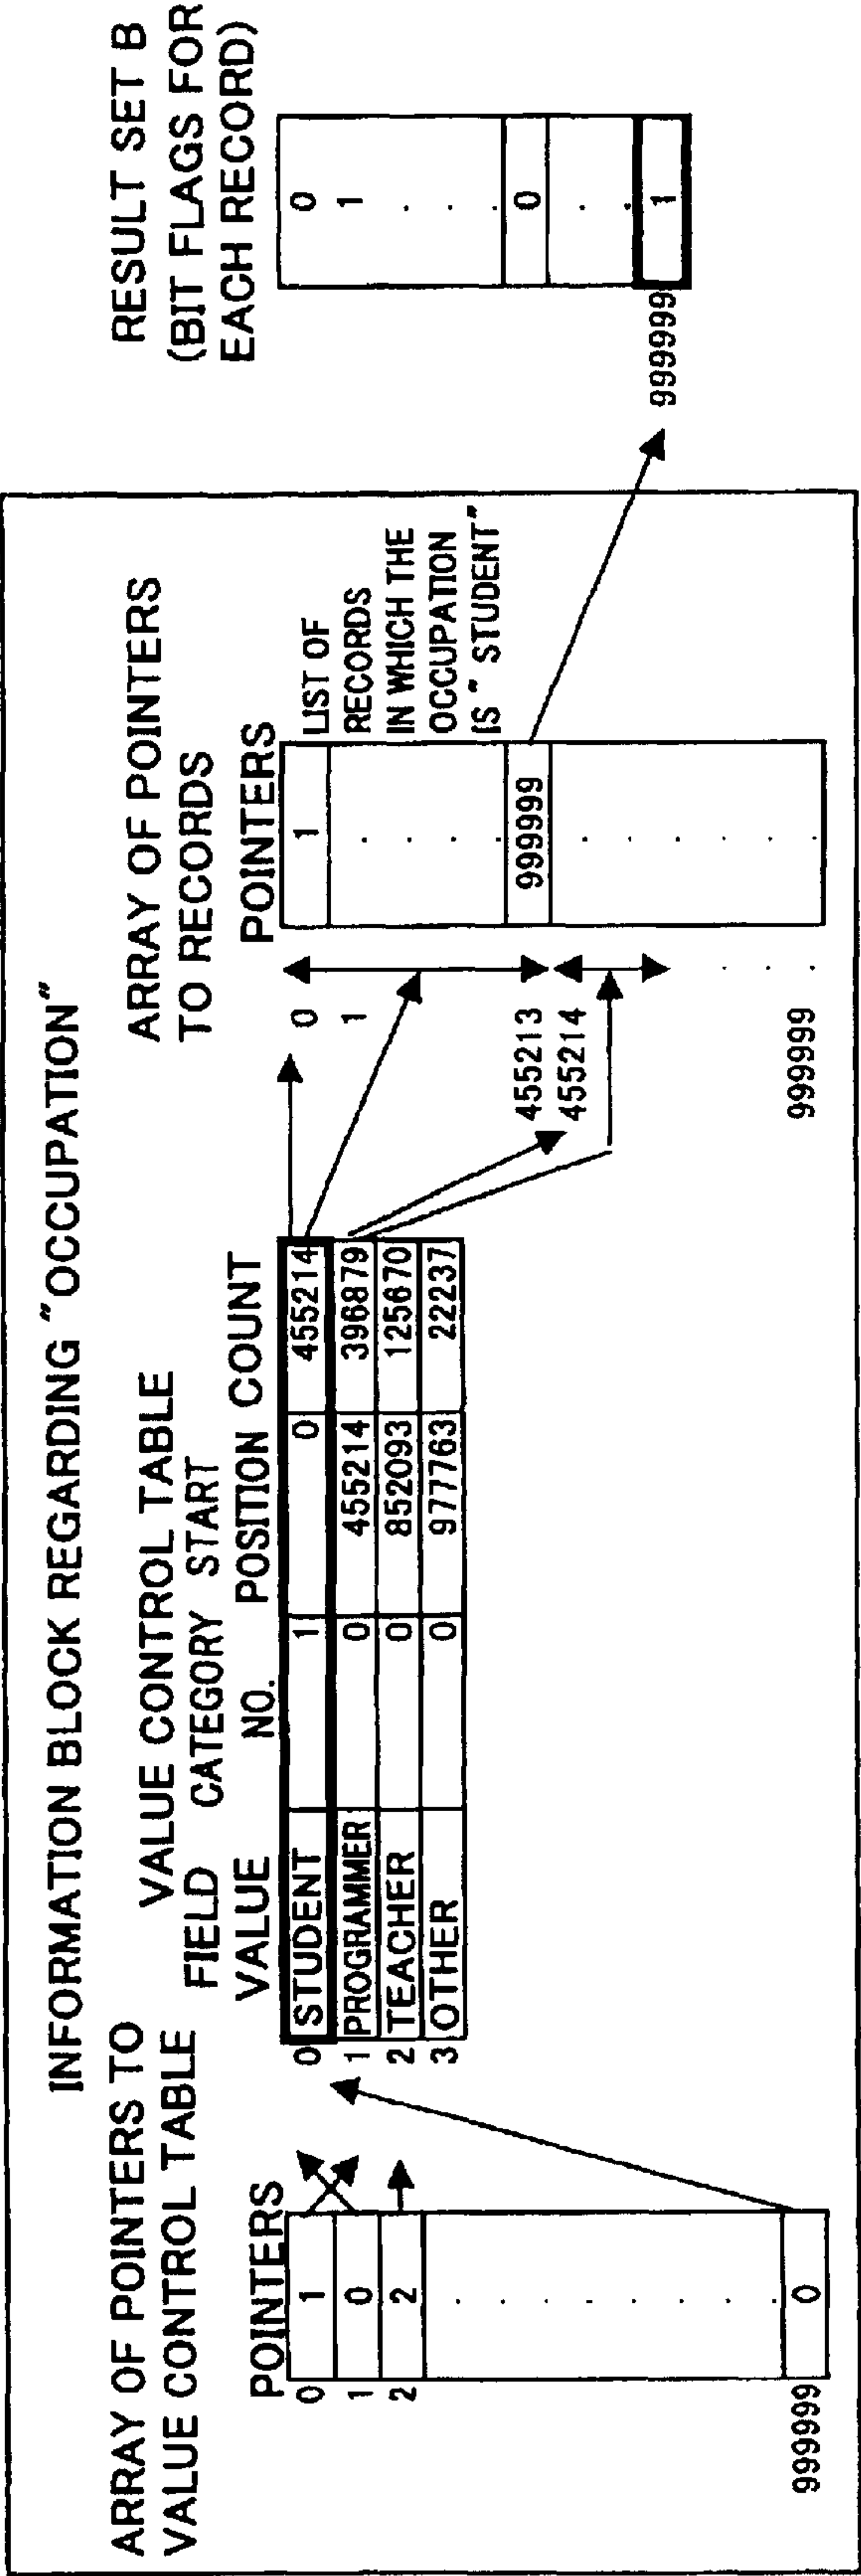 INFORMATION BLOCK REGARDING "OCCUPATION"
ARRAY OF POINTERS TO
VALUE CONTROL TABLE
POINTERS
0 1
1 0
2 2
. . . . . . .
999999 0
VALUE CONTROL TABLE
FIELD CATEGORY START
VALUE NO. POSITION COUNT
0 STUDENT 1 0 455214
1 PROGRAMMER 0 455214 396879
2 TEACHER 0 852093 125670
3 OTHER 0 977763 22237
ARRAY OF POINTERS
TO RECORDS
POINTERS
0 1
1 .
. . .
455213 999999
455214 .
. . .
999999 .
LIST OF
RECORDS
IN WHICH THE
OCCUPATION
IS " STUDENT"
RESULT SET B
(BIT FLAGS FOR
EACH RECORD)
0
1
. . .
0
. .
999999 1